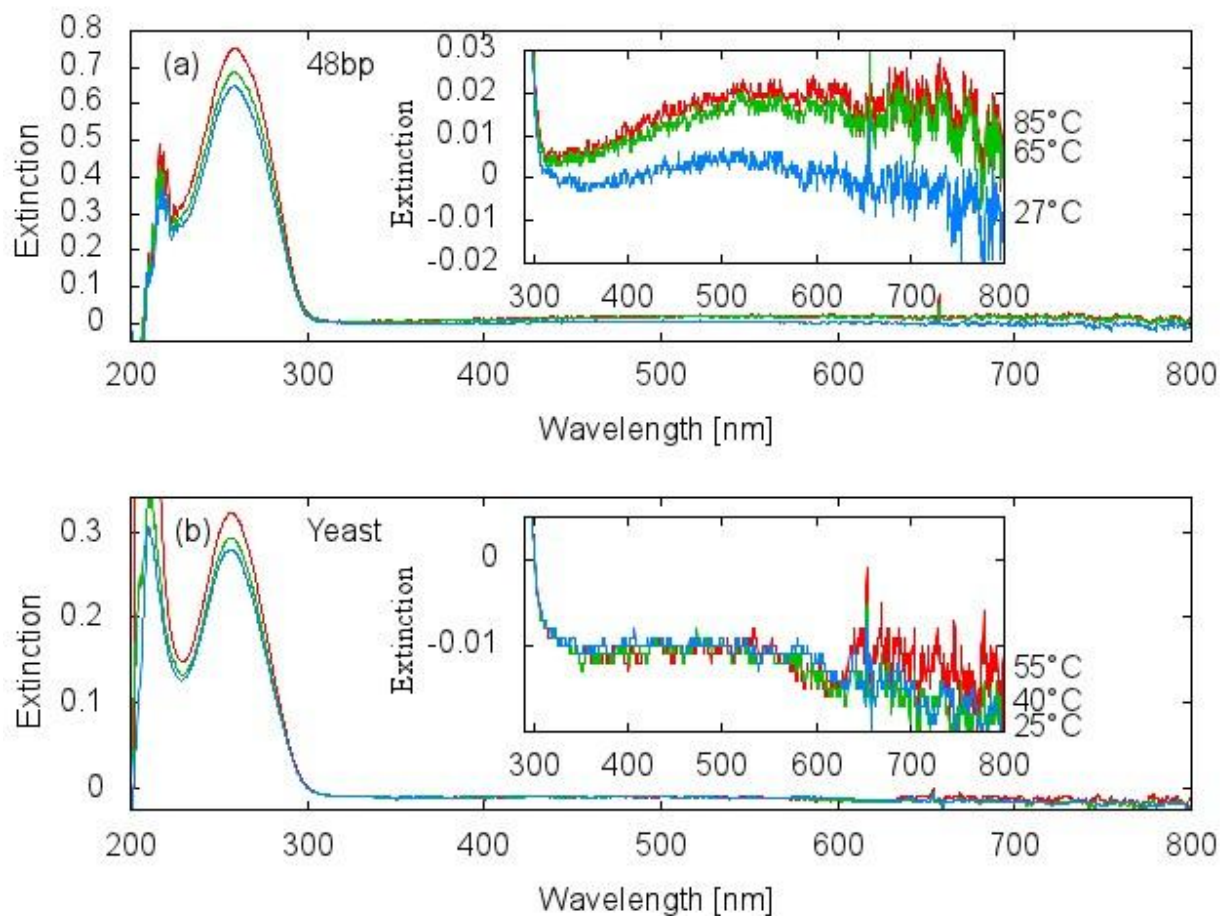 0.8
0.7
0.6
0.5
0.4
0.3
0.2
0.1
0
Extinction
(a) 48bp
0.03
0.02
0.01
0
-0.01
-0.02
Extinction
300 400 500 600 700 800
85°C
65°C
27°C
200 300 400 500 600 700 800
Wavelength [nm]
0.3
0.2
0.1
0
Extinction
(b) Yeast
0
-0.01
Extinction
300 400 500 600 700 800
55°C
40°C
25°C
200 300 400 500 600 700 800
Wavelength [nm]